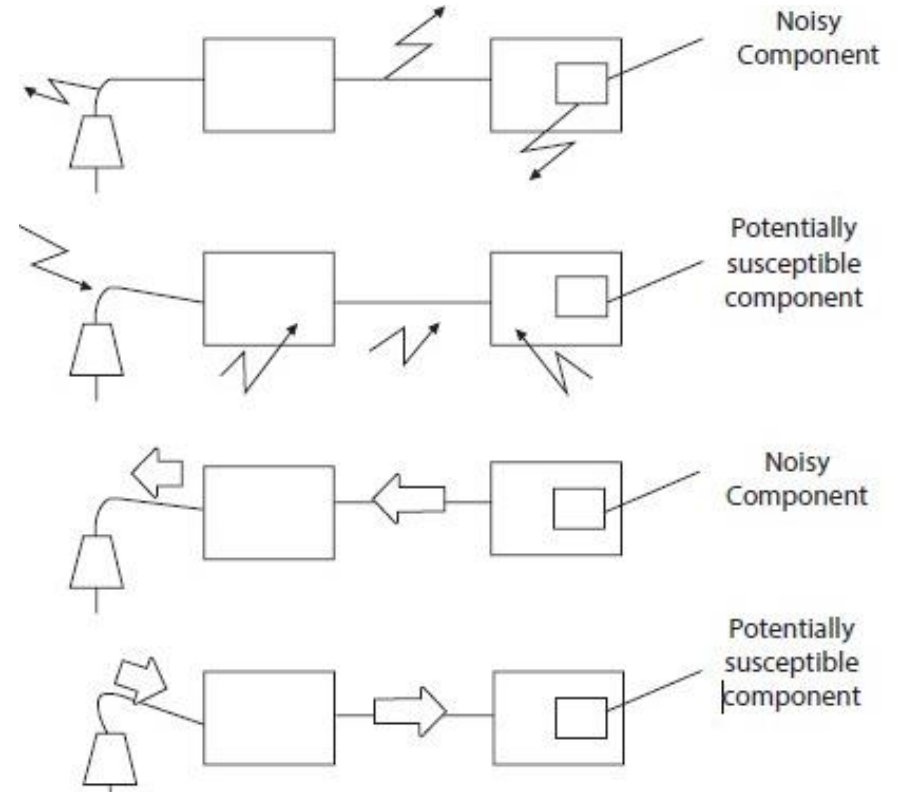 Noisy
Component
Potentially
susceptible
component
Noisy
Component
Potentially
susceptible
component